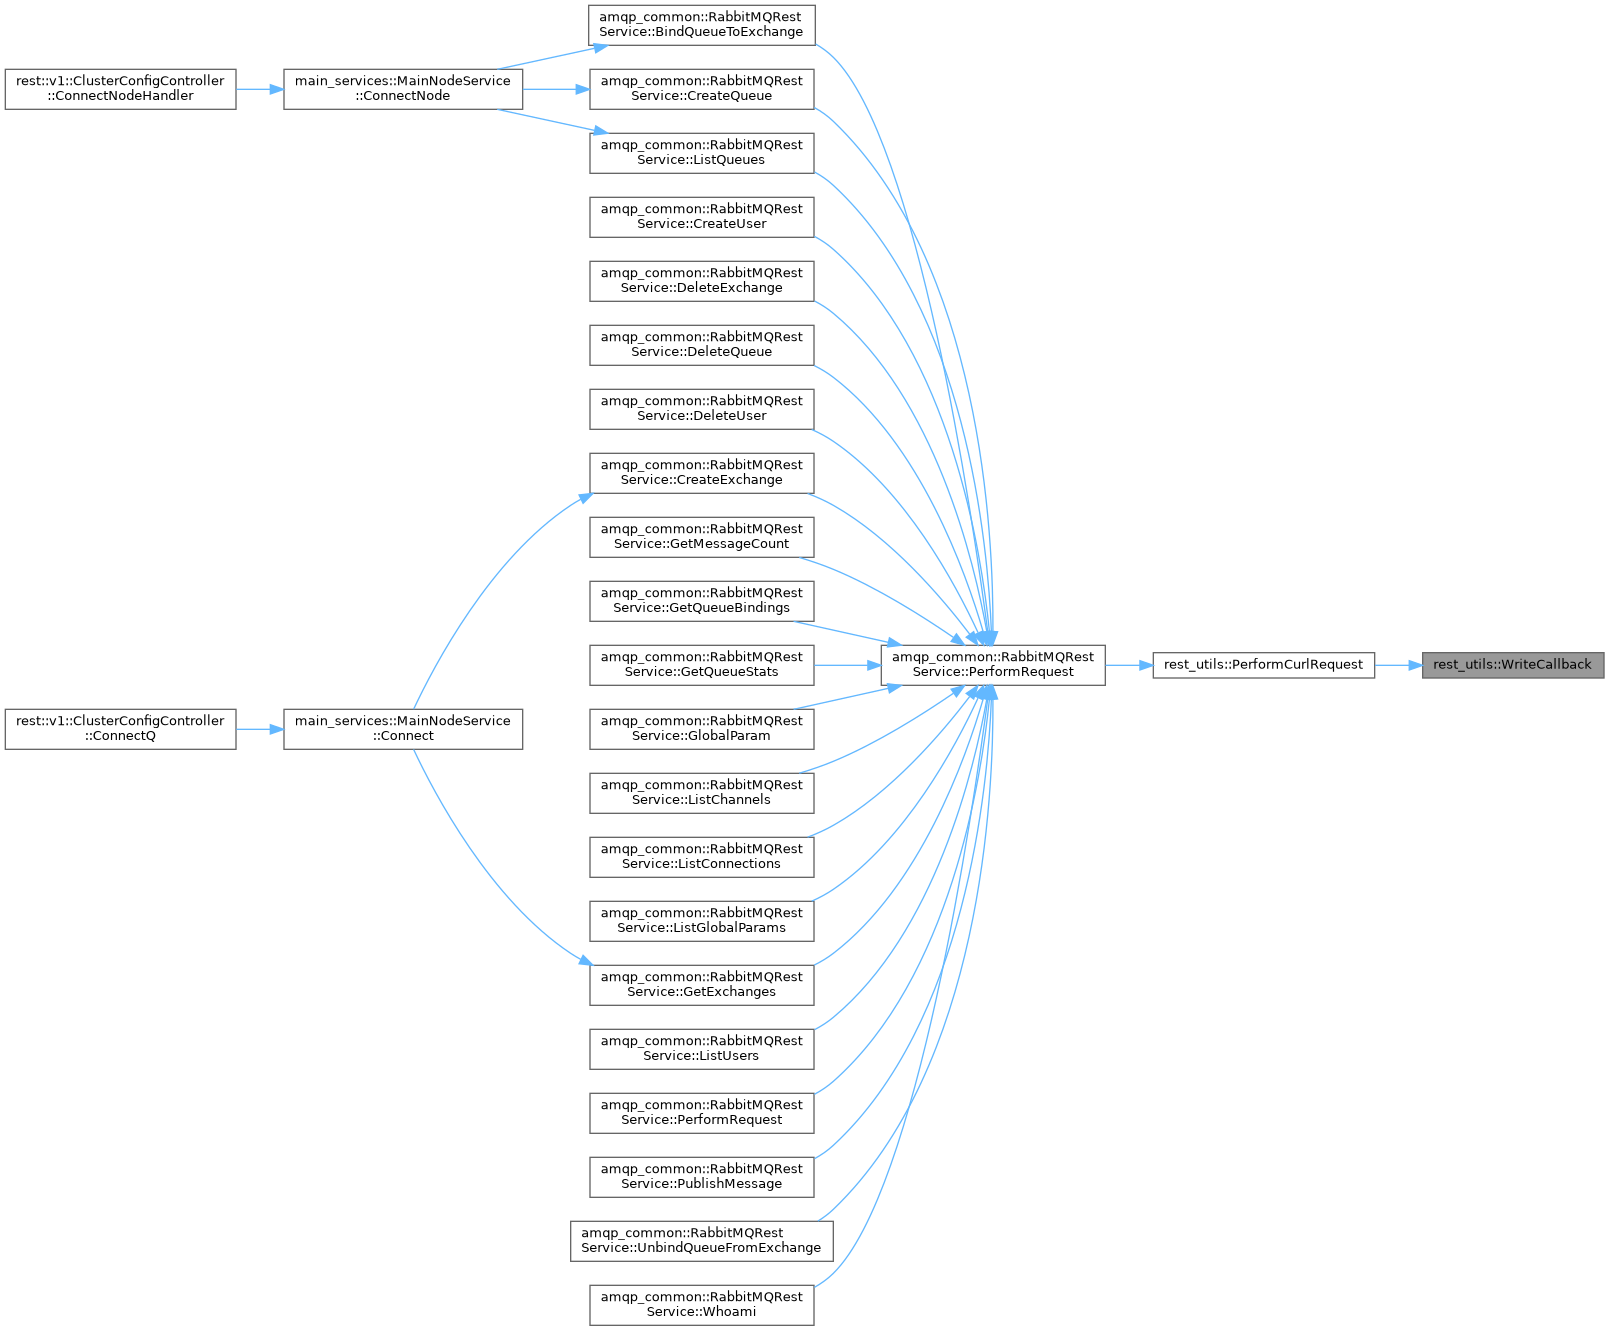 amqp_common::RabbitMQRest
Service::BindQueueToExchange
rest::v1::ClusterConfigController
::ConnectNodeHandler
main_services::MainNodeService
::ConnectNode
amqp_common::RabbitMQRest
Service::CreateQueue
amqp_common::RabbitMQRest
Service::ListQueues
amqp_common::RabbitMQRest
Service::CreateUser
amqp_common::RabbitMQRest
Service::DeleteExchange
amqp_common::RabbitMQRest
Service::DeleteQueue
amqp_common::RabbitMQRest
Service::DeleteUser
amqp_common::RabbitMQRest
Service::CreateExchange
amqp_common::RabbitMQRest
Service::GetMessageCount
amqp_common::RabbitMQRest
Service::GetQueueBindings
amqp_common::RabbitMQRest
Service::GetQueueStats
amqp_common::RabbitMQRest
Service::PerformRequest
rest_utils::PerformCurlRequest
rest_utils::WriteCallback
rest::v1::ClusterConfigController
::ConnectQ
main_services::MainNodeService
::Connect
amqp_common::RabbitMQRest
Service::GlobalParam
amqp_common::RabbitMQRest
Service::ListChannels
amqp_common::RabbitMQRest
Service::ListConnections
amqp_common::RabbitMQRest
Service::ListGlobalParams
amqp_common::RabbitMQRest
Service::GetExchanges
amqp_common::RabbitMQRest
Service::ListUsers
amqp_common::RabbitMQRest
Service::PerformRequest
amqp_common::RabbitMQRest
Service::PublishMessage
amqp_common::RabbitMQRest
Service::UnbindQueueFromExchange
amqp_common::RabbitMQRest
Service::Whoami